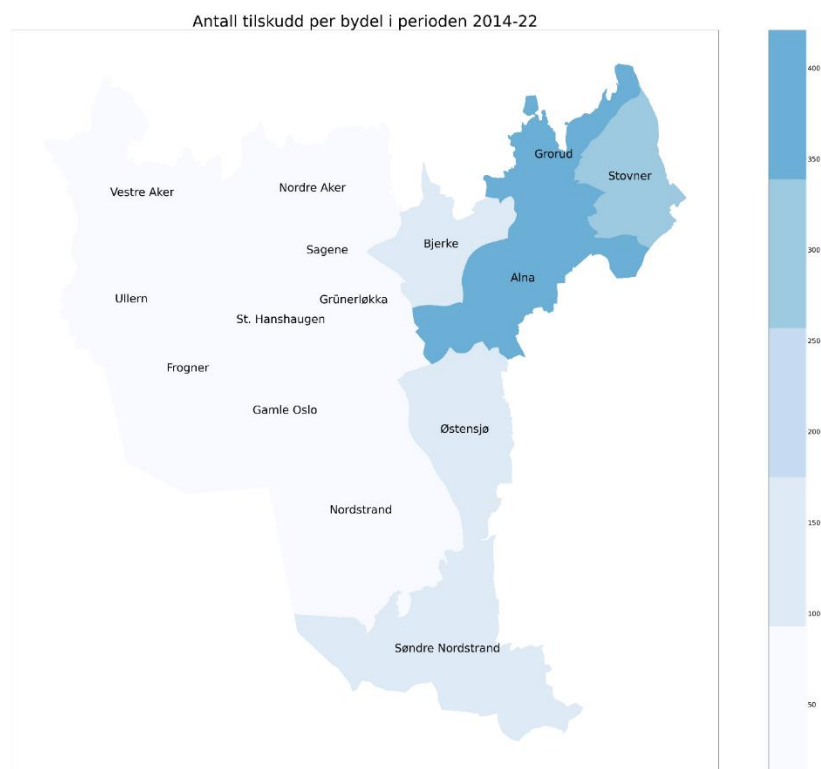 Antall tilskudd per bydel i perioden 2014-22
400
Grorud
350
Stovner
Vestre Aker
Nordre Aker
Bjerke
Sagene
300
Alna
Ullern
Grünerløkka
St. Hanshaugen
250
Frogner
Gamle Oslo
Østensjø
200
Nordstrand
150
100
Søndre Nordstrand
50